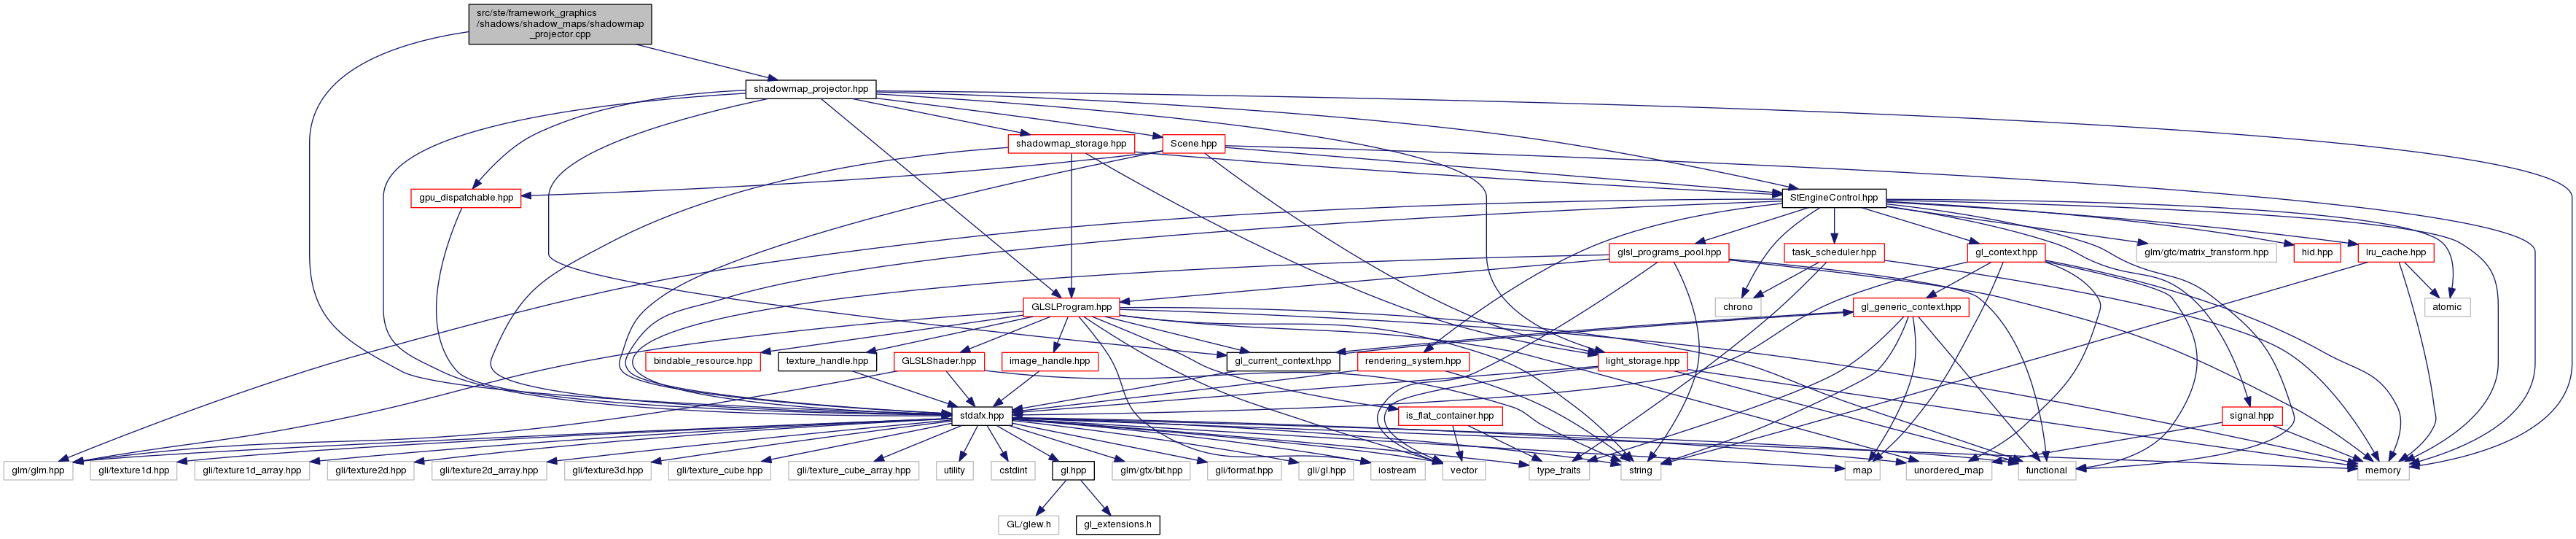 src/ste/framework_graphics
/shadows/shadow_maps/shadowmap
_projector.cpp
shadowmap_projector.hpp
shadowmap_storage.hpp
Scene.hpp
gpu_dispatchable.hpp
StEngineControl.hpp
glsl_programs_pool.hpp
task_scheduler.hpp
gl_context.hpp
glm/gtc/matrix_transform.hpp
hid.hpp
lru_cache.hpp
GLSLProgram.hpp
chrono
gl_generic_context.hpp
atomic
bindable_resource.hpp
texture_handle.hpp
GLSLShader.hpp
image_handle.hpp
gl_current_context.hpp
rendering_system.hpp
light_storage.hpp
stdafx.hpp
is_flat_container.hpp
signal.hpp
glm/glm.hpp
gli/texture1d.hpp
gli/texture1d_array.hpp
gli/texture2d.hpp
gli/texture2d_array.hpp
gli/texture3d.hpp
gli/texture_cube.hpp
gli/texture_cube_array.hpp
utility
cstdint
gl.hpp
glm/gtx/bit.hpp
gli/format.hpp
gli/gl.hpp
iostream
vector
type_traits
string
map
unordered_map
functional
memory
GL/glew.h
gl_extensions.h